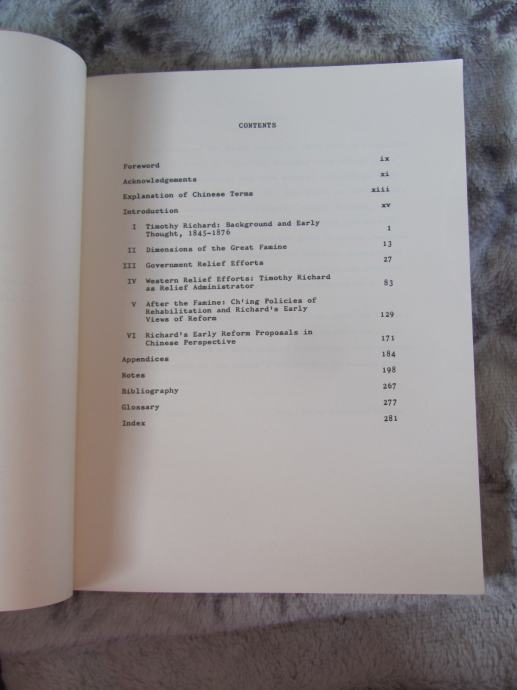 CONTENTS
Foreword ix
Acknowledgements xi
Explanation of Chinese Terms xiii
Introduction xv
I Timothy Richard: Background and Early
Thought, 1845-1876 1
II Dimensions of the Great Famine 13
III Government Relief Efforts 27
IV Western Relief Efforts: Timothy Richard
as Relief Administrator 83
V After the Famine: Ch'ing Policies of
Rehabilitation and Richard's Early
Views of Reform 129
VI Richard's Early Reform Proposals in
Chinese Perspective 171
Appendices 184
Notes 198
Bibliography 267
Glossary 277
Index 281